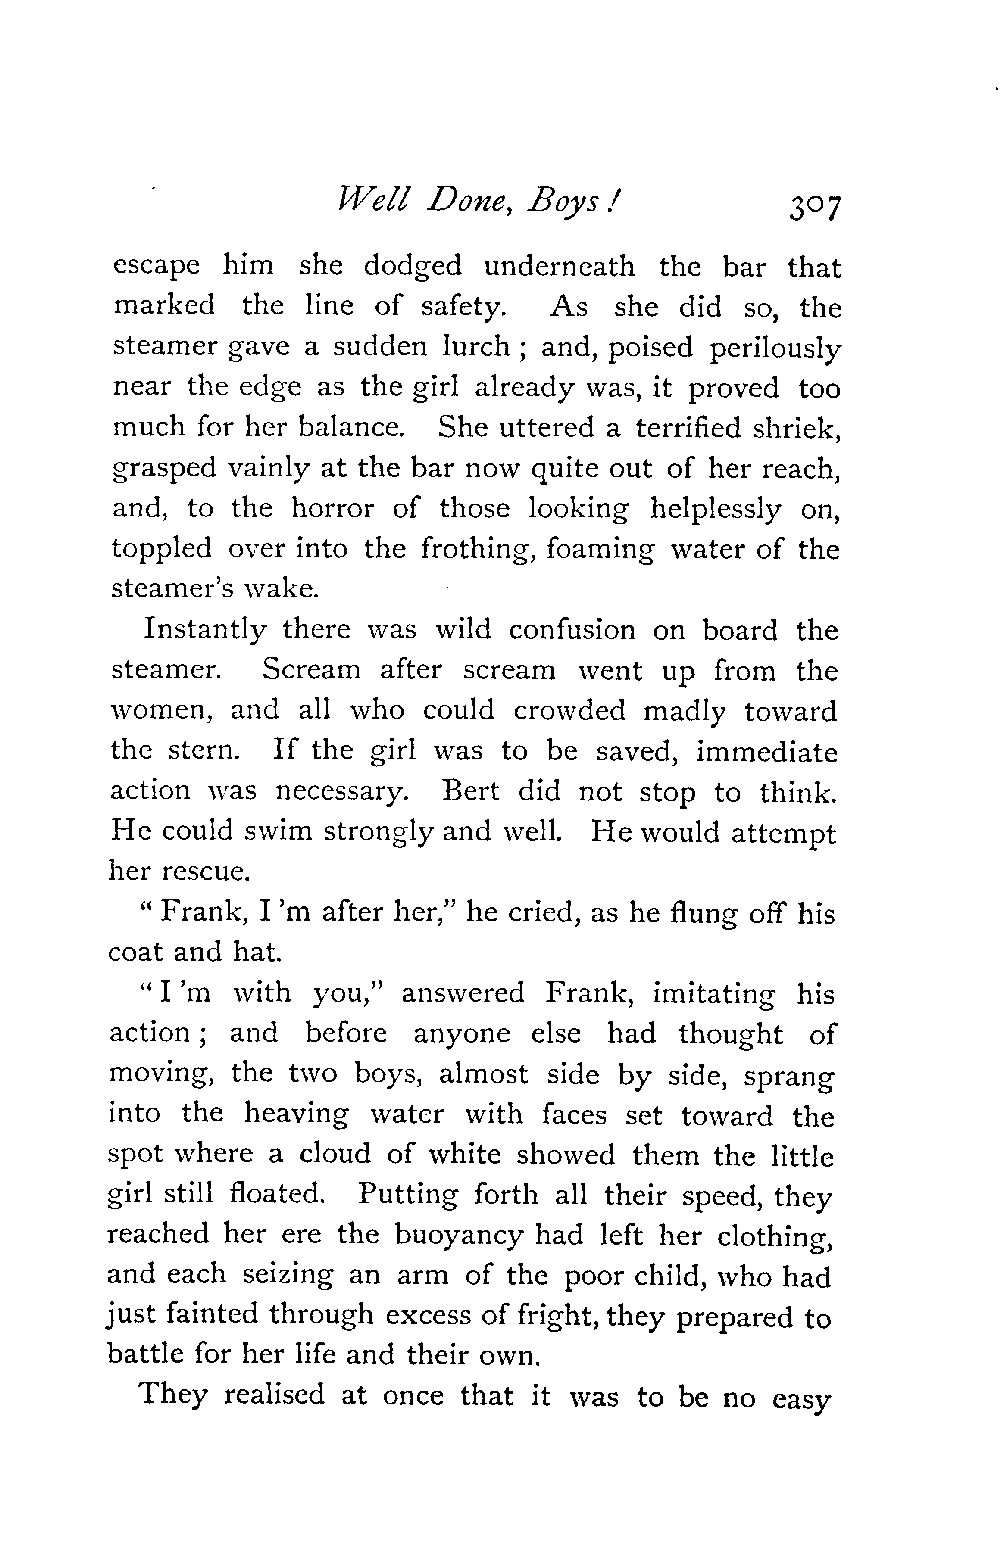 Well Done, Boys ! 307
escape him she dodged underneath the bar that
marked the line of safety. As she did so, the
steamer gave a sudden lurch ; and, poised perilously
near the edge as the girl already was, it proved too
much for her balance. She uttered a terrified shriek,
grasped vainly at the bar now quite out of her reach,
and, to the horror of those looking helplessly on,
toppled over into the frothing, foaming water of the
steamer's wake.
Instantly there was wild confusion on board the
steamer. Scream after scream went up from the
women, and all who could crowded madly toward
the stern. If the girl was to be saved, immediate
action was necessary. Bert did not stop to think.
He could swim strongly and well. He would attempt
her rescue.
" Frank, I 'm after her," he cried, as he flung off his
coat and hat.
" I 'm with you," answered Frank, imitating his
action ; and before anyone else had thought of
moving, the two boys, almost side by side, sprang
into the heaving water with faces set toward the
spot where a cloud of white showed them the little
girl still floated. Putting forth all their speed, they
reached her ere the buoyancy had left her clothing,
and each seizing an arm of the poor child, who had
just fainted through excess of fright, they prepared to
battle for her life and their own.
They realised at once that it was to be no easy